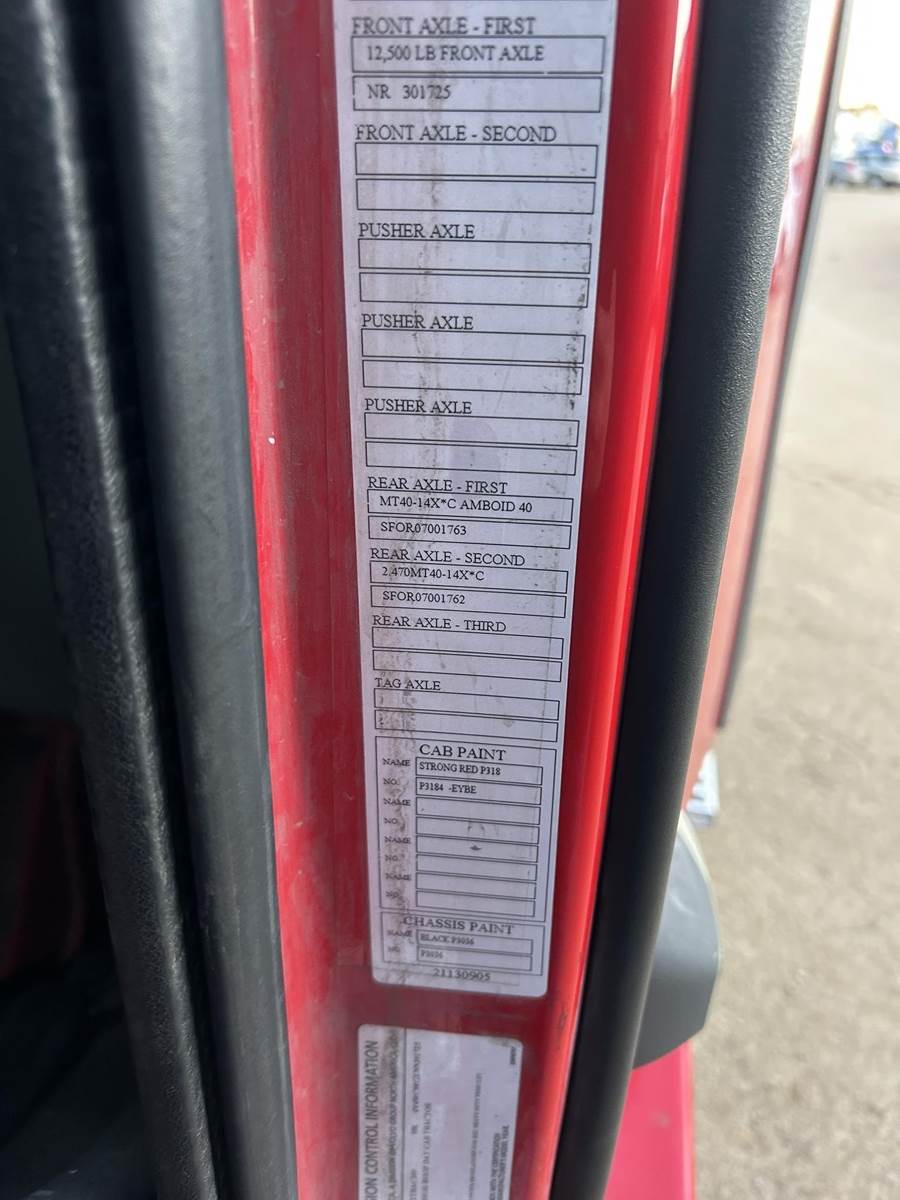 FRONT AXLE - FIRST
12,500 LB FRONT AXLE
NR 301725
FRONT AXLE - SECOND
PUSHER AXLE
PUSHER AXLE
PUSHER AXLE
REAR AXLE - FIRST
MT40-14X*C AMBOID 40
SFOR07001763
REAR AXLE - SECOND
2.470MT40-14X*C
SFOR07001762
REAR AXLE - THIRD
TAG AXLE
CAB PAINT
NAME STRONG RED P318
NO. P3184 -EYBE
NAME
NO.
NAME
NO.
NAME
NO.
CHASSIS PAINT
NAME BLACK P3036
NO. P3036
21130905
SION CONTROL INFORMATION